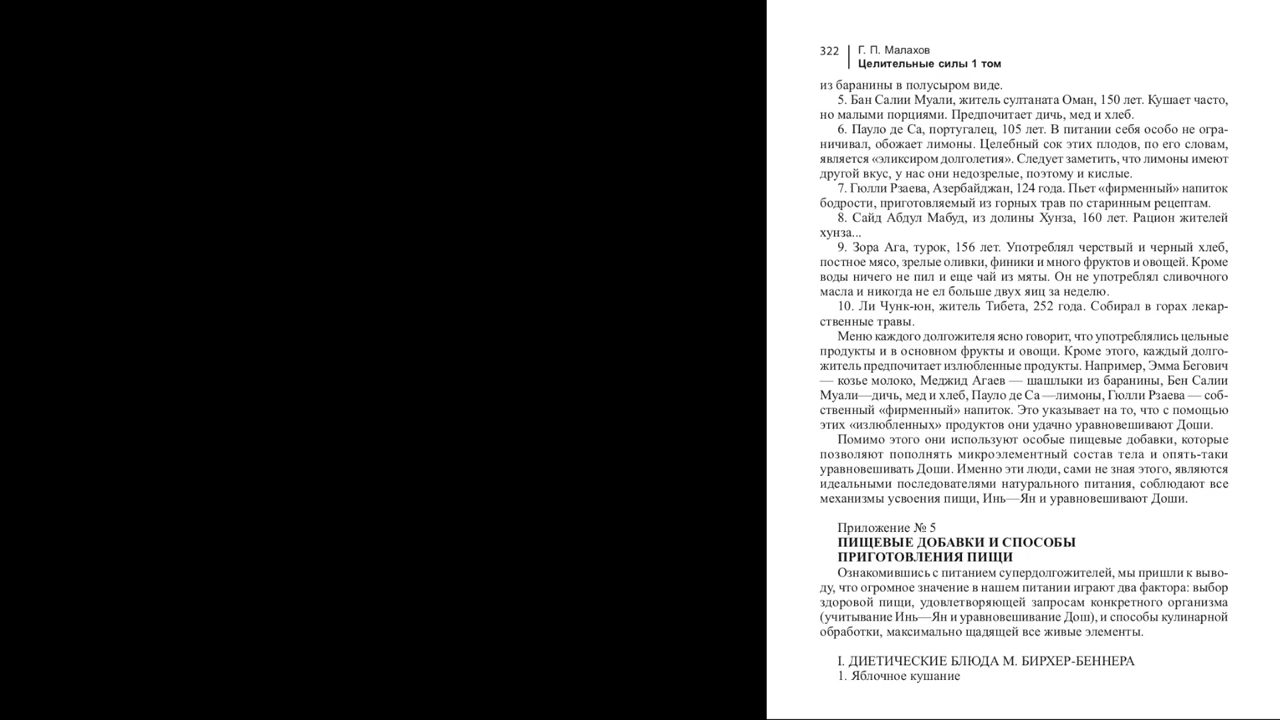 322
Г. П. Малахов
Целительные силы 1 том
из баранины в полусыром виде.
5. Бан Салии Муали, житель султаната Оман, 150 лет. Кушает часто,
но малыми порциями. Предпочитает дичь, мед и хлеб.
6. Пауло де Са, португалец, 105 лет. В питании себя особо не огра-
ничивал, обожает лимоны. Целебный сок этих плодов, по его словам,
является «эликсиром долголетия». Следует заметить, что лимоны имеют
другой вкус, у нас они недозрелые, поэтому и кислые.
7. Гюлли Рзаева, Азербайджан, 124 года. Пьет «фирменный» напиток
бодрости, приготовляемый из горных трав по старинным рецептам.
8. Сайд Абдул Мабуд, из долины Хунза, 160 лет. Рацион жителей
хунза...
9. Зора Ага, турок, 156 лет. Употреблял черствый и черный хлеб,
постное мясо, зрелые оливки, финики и много фруктов и овощей. Кроме
воды ничего не пил и еще чай из мяты. Он не употреблял сливочного
масла и никогда не ел больше двух яиц за неделю.
10. Ли Чунк-юн, житель Тибета, 252 года. Собирал в горах лекар-
ственные травы.
Меню каждого долгожителя ясно говорит, что употреблялись цельные
продукты и в основном фрукты и овощи. Кроме этого, каждый долго-
житель предпочитает излюбленные продукты. Например, Эмма Бегович
— козье молоко, Меджид Агаев — шашлыки из баранины, Бен Салии
Муали—дичь, мед и хлеб, Пауло де Са —лимоны, Гюлли Рзаева — соб-
ственный «фирменный» напиток. Это указывает на то, что с помощью
этих «излюбленных» продуктов они удачно уравновешивают Доши.
Помимо этого они используют особые пищевые добавки, которые
позволяют пополнять микроэлементный состав тела и опять-таки
уравновешивать Доши. Именно эти люди, сами не зная этого, являются
идеальными последователями натурального питания, соблюдают все
механизмы усвоения пищи, Инь—Ян и уравновешивают Доши.
Приложение № 5
ПИЩЕВЫЕ ДОБАВКИ И СПОСОБЫ
ПРИГОТОВЛЕНИЯ ПИЩИ
Ознакомившись с питанием супердолгожителей, мы пришли к выво-
ду, что огромное значение в нашем питании играют два фактора: выбор
здоровой пищи, удовлетворяющей запросам конкретного организма
(учитывание Инь—Ян и уравновешивание Дош), и способы кулинарной
обработки, максимально щадящей все живые элементы.
I. ДИЕТИЧЕСКИЕ БЛЮДА М. БИРХЕР-БЕННЕРА
1. Яблочное кушание